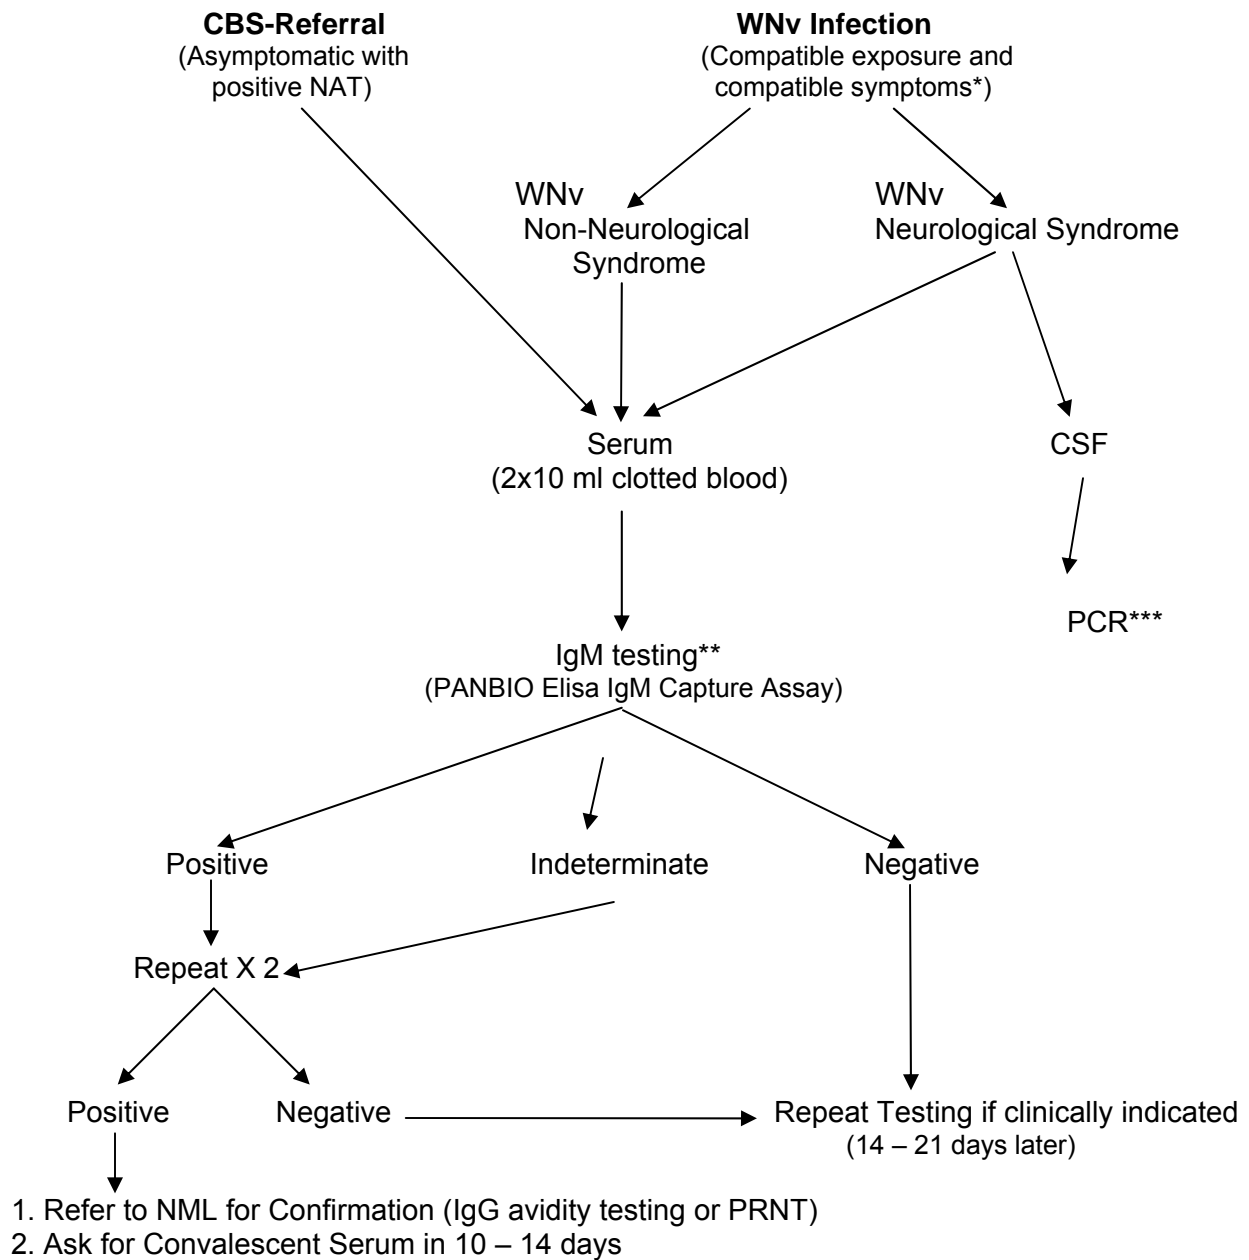 CBS-Referral
(Asymptomatic with
positive NAT)
WNv Infection
(Compatible exposure and
compatible symptoms*)
WNv
Non-Neurological
Syndrome
WNv
Neurological Syndrome
Serum
(2x10 ml clotted blood)
CSF
PCR***
IgM testing**
(PANBIO Elisa IgM Capture Assay)
Positive
Indeterminate
Negative
Repeat X 2
Positive
Negative
Repeat Testing if clinically indicated
(14 – 21 days later)
1. Refer to NML for Confirmation (IgG avidity testing or PRNT)
2. Ask for Convalescent Serum in 10 – 14 days